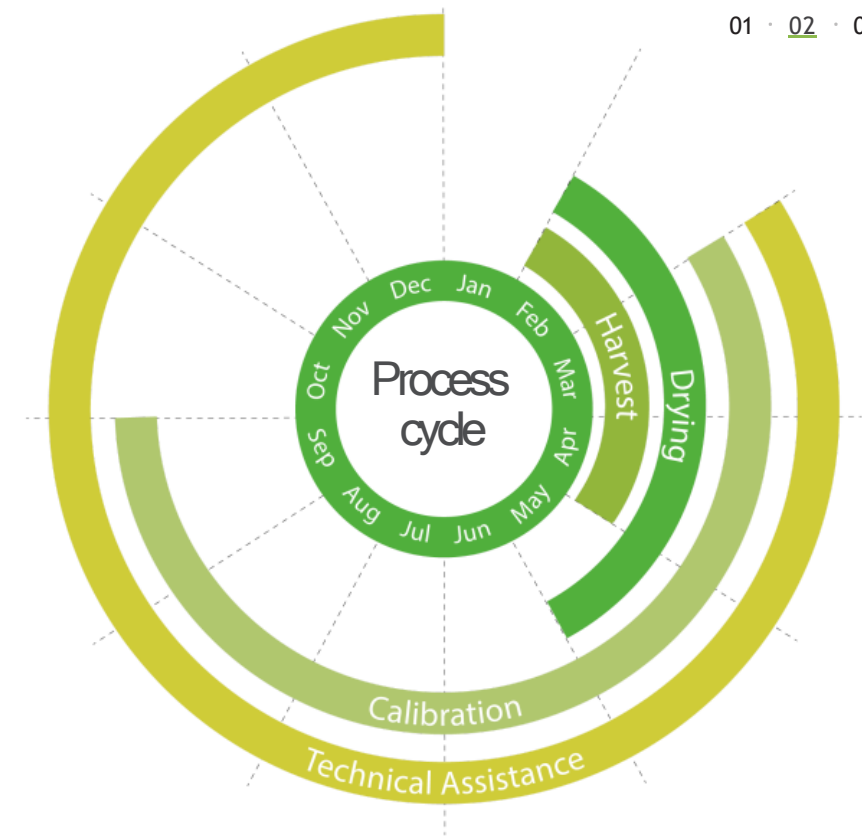 01 · 02 · 0
Process
cycle
Jan
Feb
Mar
Apr
May
Jun
Jul
Aug
Sep
Oct
Nov
Dec
Harvest
Drying
Calibration
Technical Assistance